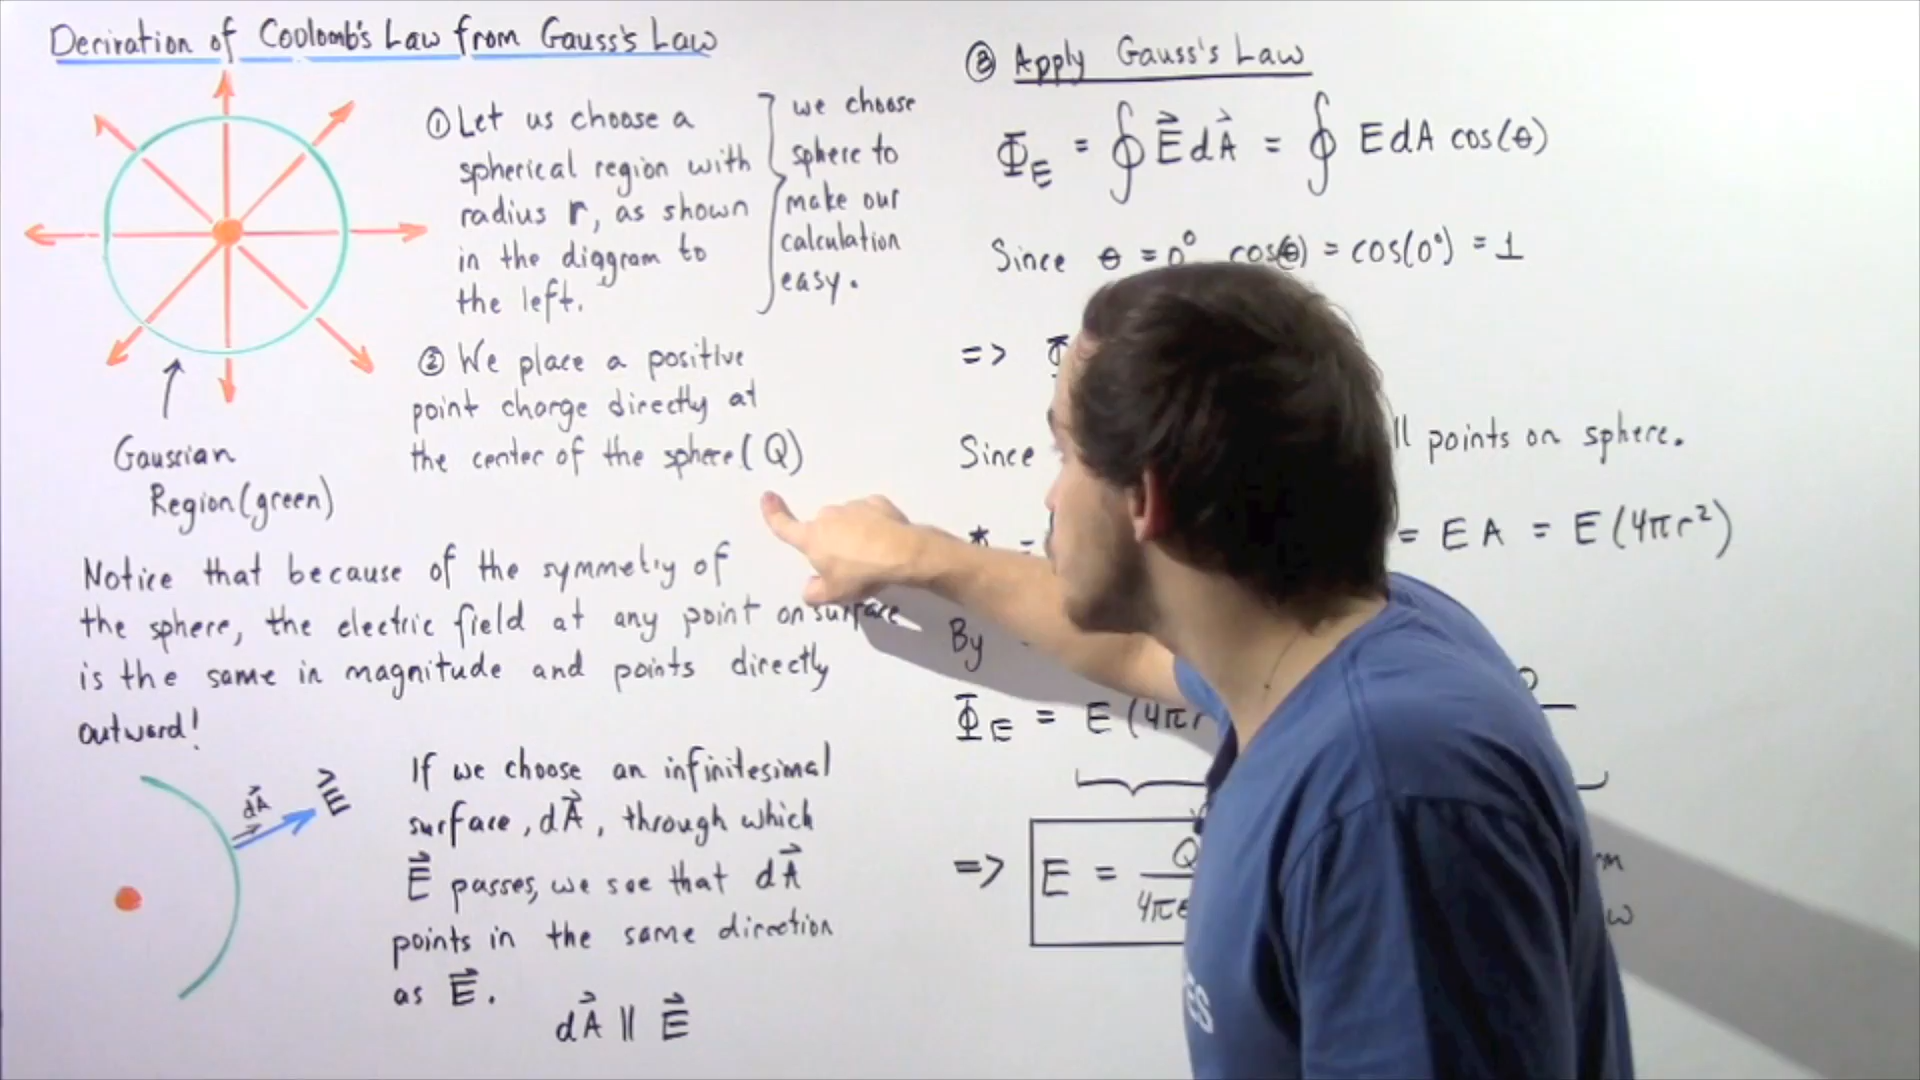 Derivation of Coolomb's Law from Gauss's Law
① Let us choose a
spherical region with
radius r, as shown
in the diagram to
the left.
we choose
sphere to
make our
calculation
easy.
② We place a positive
point charge directly at
the center of the sphere (Q)
Gaussian
Region (green)
Notice that because of the symmetry of
the sphere, the electric field at any point on surface
is the same in magnitude and points directly
outward!
dA⃗
E⃗
If we choose an infinitesimal
surface, dA⃗, through which
E⃗ passes, we see that dA⃗
points in the same direction
as E⃗.
dA⃗ || E⃗
③ Apply Gauss's Law
Φ_E = ∮ E⃗ dA⃗ = ∮ E dA cos(θ)
Since θ = 0° cos(θ) = cos(0°) = 1
=> Φ
Since ll points on sphere.
= E A = E (4πr²)
By
Φ_E = E (4πr
=> E = Q / 4πε